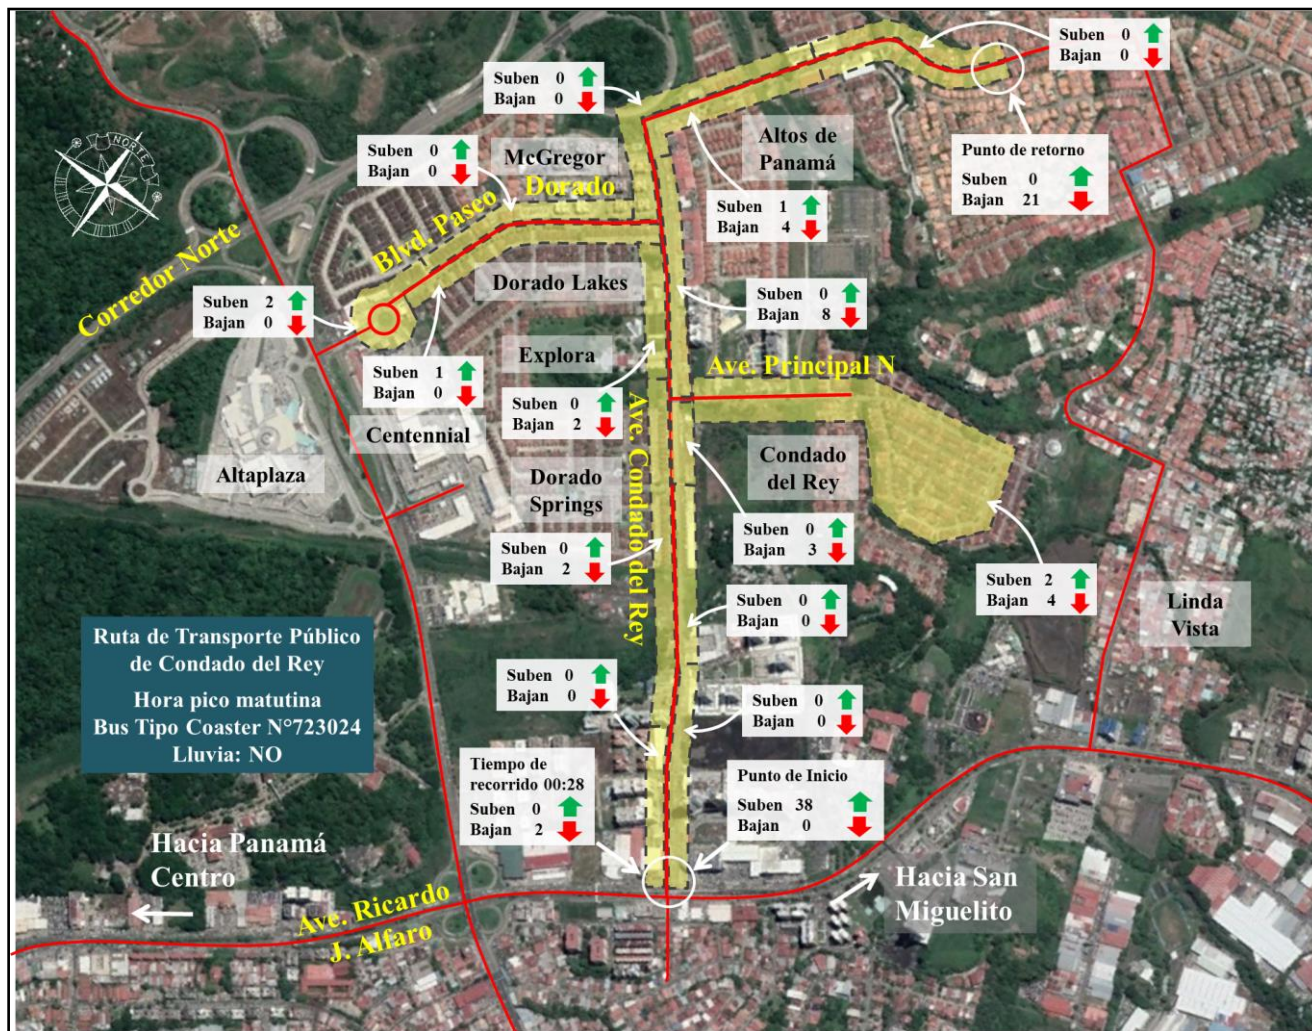 Suben 0
Bajan 0
Suben 0
Bajan 0
NORTE
Suben 0
Bajan 0
McGregor
Dorado
Altos de
Panamá
Punto de retorno
Suben 0
Bajan 21
Blvd. Pasco
Suben 1
Bajan 4
Corredor Norte
Dorado Lakes
Suben 2
Bajan 0
Suben 0
Bajan 8
Explora
Ave. Principal N
Suben 1
Bajan 0
Suben 0
Bajan 2
Centennial
Altaplaza
Ave. Condado del Rey
Dorado
Springs
Condado
del Rey
Suben 0
Bajan 3
Suben 0
Bajan 2
Suben 2
Bajan 4
Linda
Vista
Suben 0
Bajan 0
Ruta de Transporte Público
de Condado del Rey
Hora pico matutina
Bus Tipo Coaster N°723024
Lluvia: NO
Suben 0
Bajan 0
Suben 0
Bajan 0
Tiempo de
recorrido 00:28
Suben 0
Bajan 2
Punto de Inicio
Suben 38
Bajan 0
Hacia Panamá
Centro
Hacia San
Miguelito
Ave. Ricardo
J. Alfaro